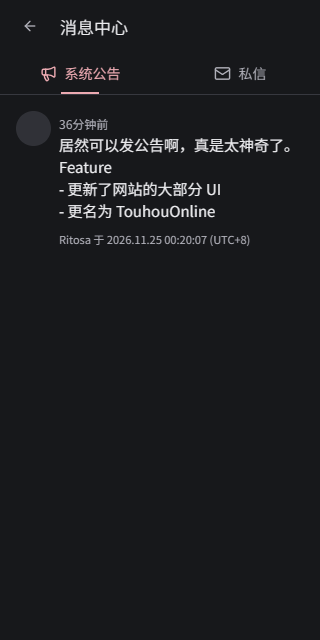 消息中心
系统公告
私信
36分钟前
居然可以发公告啊，真是太神奇了。
Feature
- 更新了网站的大部分 UI
- 更名为 TouhouOnline
Ritosa 于 2026.11.25 00:20:07 (UTC+8)